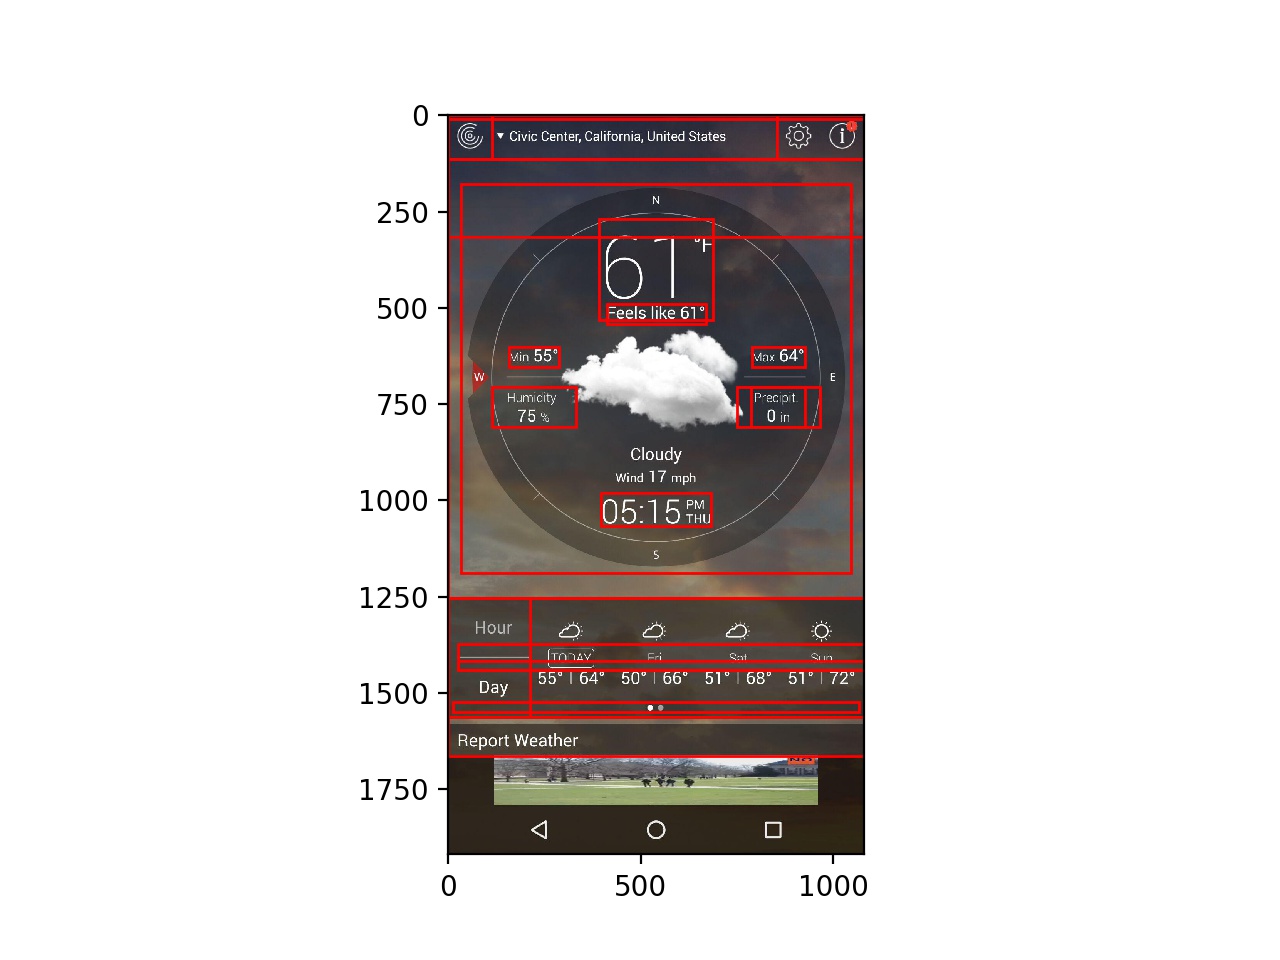 0
250
500
750
1000
1250
1500
1750
0 500 1000
Civic Center, California, United States
i
N
61 °F
Feels like 61°
Min 55°
Max 64°
W
E
Humidity
75 %
Precipit.
0 in
Cloudy
Wind 17 mph
05:15 PM THU
S
Hour
TODAY Fri Sat Sun
55° | 64° 50° | 66° 51° | 68° 51° | 72°
Day
Report Weather